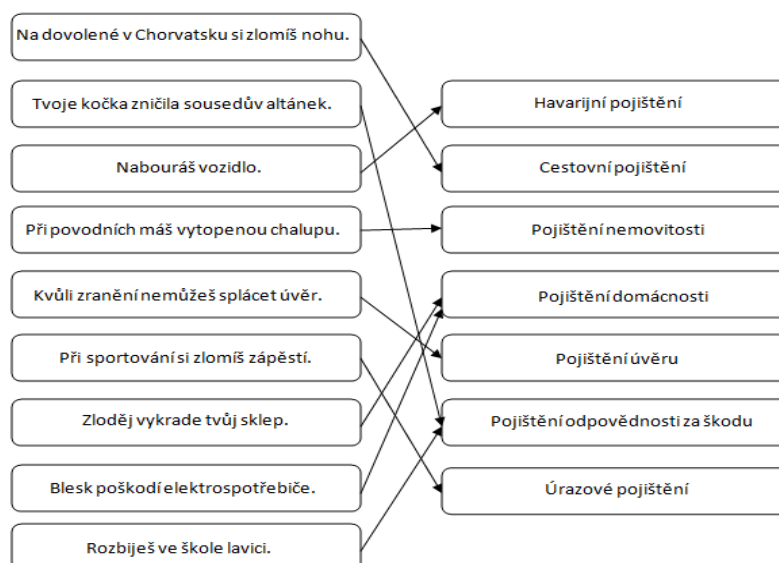 Na dovolené v Chorvatsku si zlomíš nohu.
Tvoje kočka zničila sousedův altánek.
Nabouráš vozidlo.
Při povodních máš vytopenou chalupu.
Kvůli zranění nemůžeš splácet úvěr.
Při sportování si zlomíš zápěstí.
Zloděj vykrade tvůj sklep.
Blesk poškodí elektrospotřebiče.
Rozbiješ ve škole lavici.
Havarijní pojištění
Cestovní pojištění
Pojištění nemovitosti
Pojištění domácnosti
Pojištění úvěru
Pojištění odpovědnosti za škodu
Úrazové pojištění